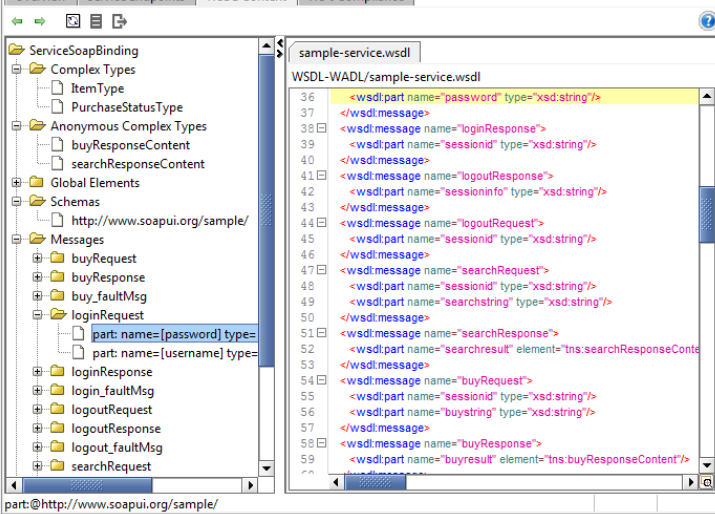 Overview Service Endpoints WSDL Content WS-I Compliance
ServiceSoapBinding
Complex Types
ItemType
PurchaseStatusType
Anonymous Complex Types
buyResponseContent
searchResponseContent
Global Elements
Schemas
http://www.soapui.org/sample/
Messages
buyRequest
buyResponse
buy_faultMsg
loginRequest
part: name=[password] type=
part: name=[username] type=
loginResponse
login_faultMsg
logoutRequest
logoutResponse
logout_faultMsg
searchRequest
sample-service.wsdl
WSDL-WADL/sample-service.wsdl
36 <wsdl:part name="password" type="xsd:string"/>
37 </wsdl:message>
38 <wsdl:message name="loginResponse">
39 <wsdl:part name="sessionid" type="xsd:string"/>
40 </wsdl:message>
41 <wsdl:message name="logoutResponse">
42 <wsdl:part name="sessioninfo" type="xsd:string"/>
43 </wsdl:message>
44 <wsdl:message name="logoutRequest">
45 <wsdl:part name="sessionid" type="xsd:string"/>
46 </wsdl:message>
47 <wsdl:message name="searchRequest">
48 <wsdl:part name="sessionid" type="xsd:string"/>
49 <wsdl:part name="searchstring" type="xsd:string"/>
50 </wsdl:message>
51 <wsdl:message name="searchResponse">
52 <wsdl:part name="searchresult" element="tns:searchResponseConte
53 </wsdl:message>
54 <wsdl:message name="buyRequest">
55 <wsdl:part name="sessionid" type="xsd:string"/>
56 <wsdl:part name="buystring" type="xsd:string"/>
57 </wsdl:message>
58 <wsdl:message name="buyResponse">
59 <wsdl:part name="buyresult" element="tns:buyResponseContent"/>
part:@http://www.soapui.org/sample/